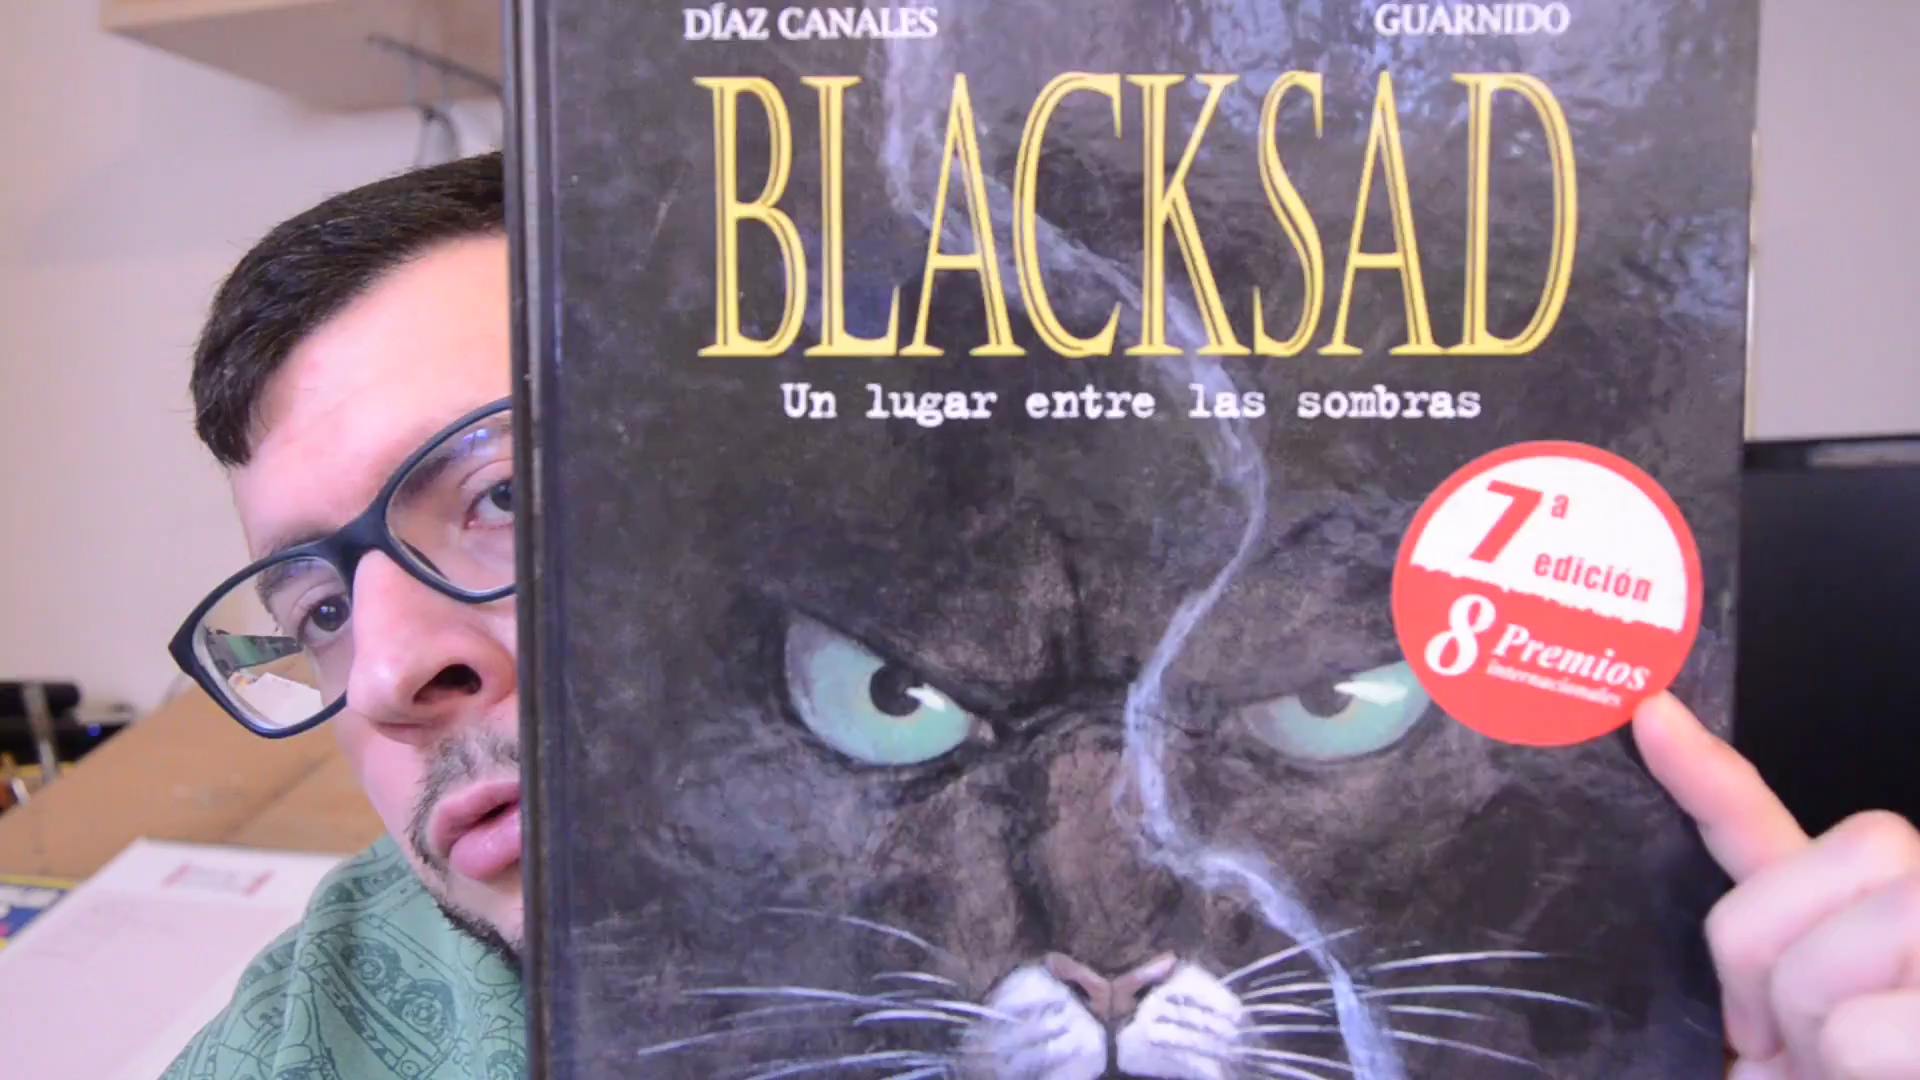 DÍAZ CANALES GUARNIDO
BLACKSAD
Un lugar entre las sombras
7ª
edición
8 Premios
internacionales